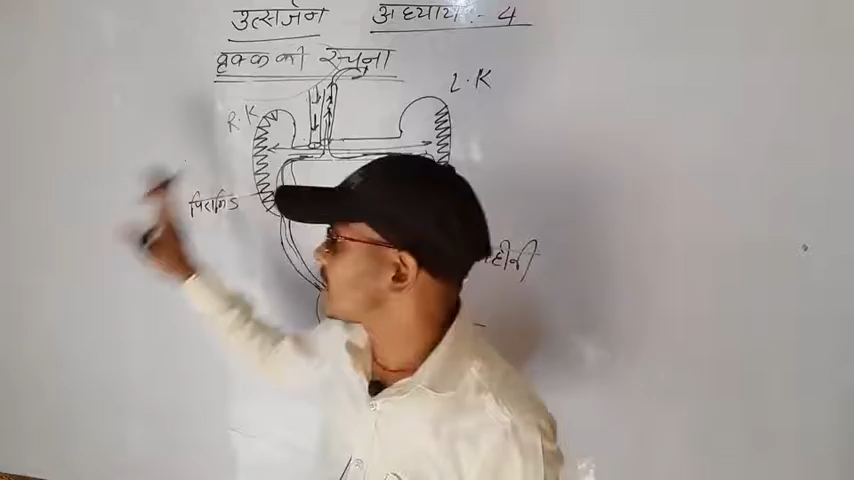 उत्सर्जन अध्याय :- 4
वृक्क की रचना
L.K
R.K
पिरामिड